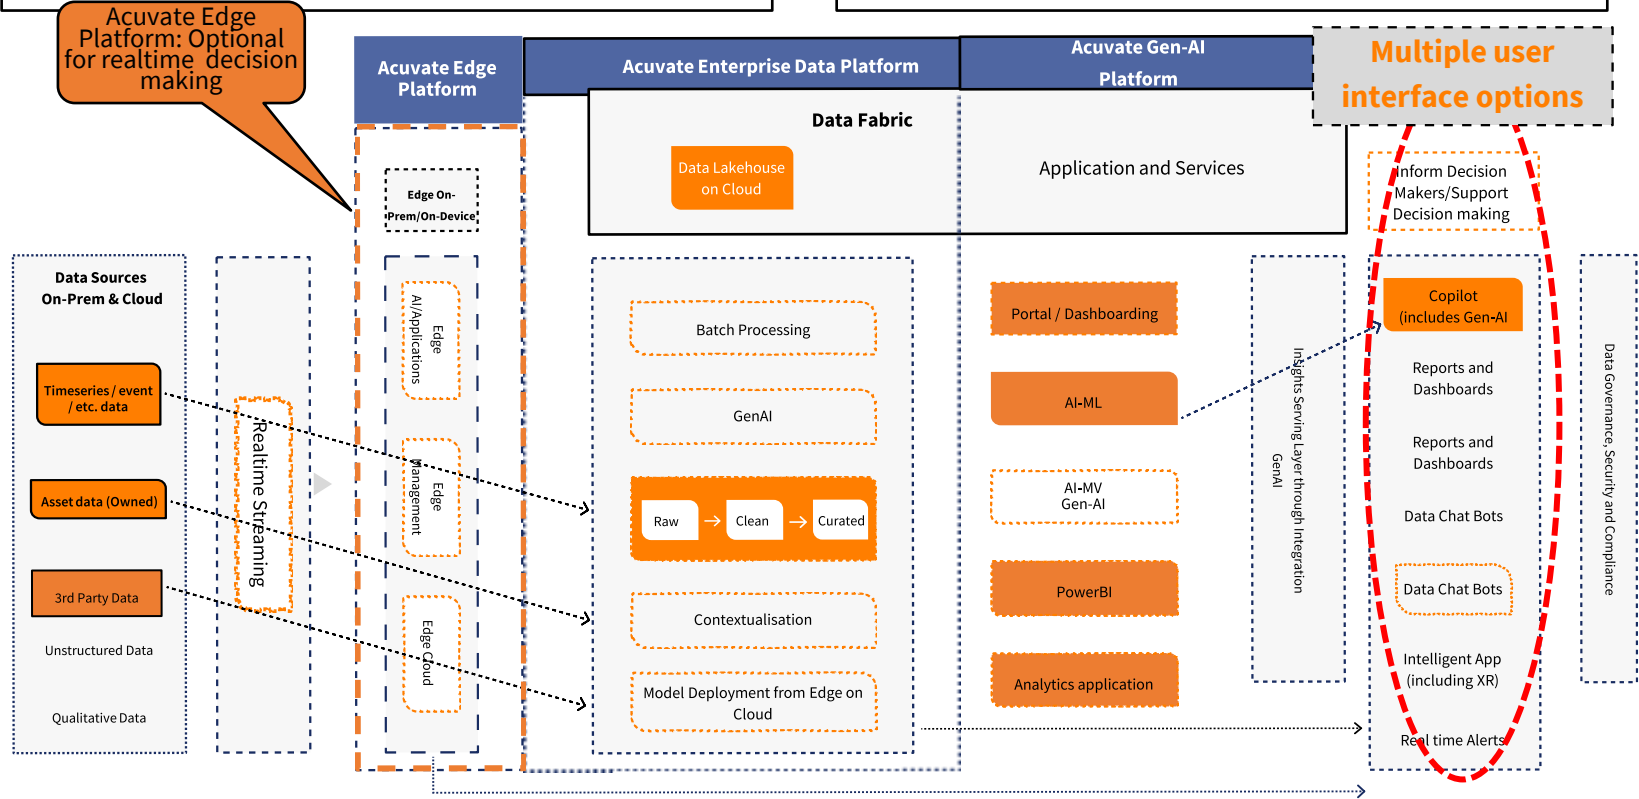 Acuvate Edge
Platform: Optional
for realtime decision
making
Acuvate Edge
Platform
Acuvate Enterprise Data Platform
Acuvate Gen-AI
Platform
Multiple user
interface options
Data Fabric
Data Lakehouse
on Cloud
Application and Services
Edge On-
Prem/On-Device
Inform Decision
Makers/Support
Decision making
Data Sources
On-Prem & Cloud
Timeseries / event
/ etc. data
Asset data (Owned)
3rd Party Data
Unstructured Data
Qualitative Data
Realtime Streaming
Edge
AI/Applications
Edge
Management
Edge Cloud
Batch Processing
GenAI
Raw
Clean
Curated
Contextualisation
Model Deployment from Edge on
Cloud
Portal / Dashboarding
AI-ML
AI-MV
Gen-AI
PowerBI
Analytics application
Insights Serving Layer through Integration
GenAI
Copilot
(includes Gen-AI
Reports and
Dashboards
Reports and
Dashboards
Data Chat Bots
Data Chat Bots
Intelligent App
(including XR)
Real time Alerts
Data Governance, Security and Compliance